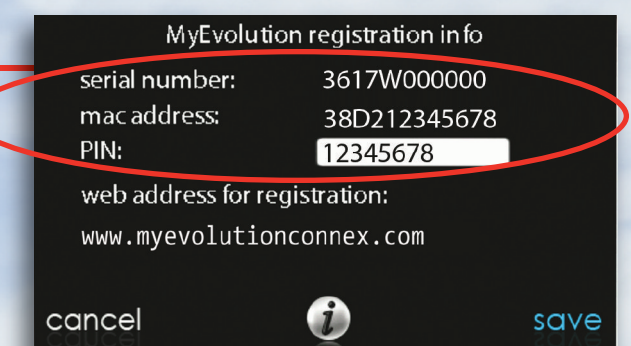 MyEvolution registration info
serial number: 3617W000000
mac address: 38D212345678
PIN: 12345678
web address for registration:
www.myevolutionconnex.com
cancel i save